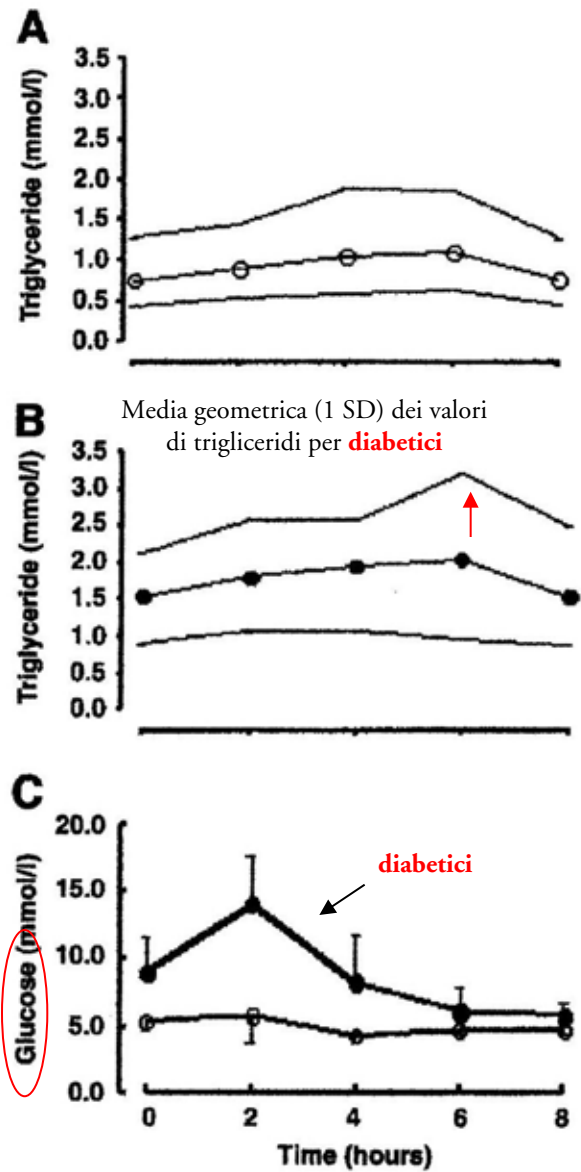 A
Triglyceride (mmol/l)
3.5
3.0
2.5
2.0
1.5
1.0
0.5
0.0
Media geometrica (1 SD) dei valori
di trigliceridi per diabetici
B
Triglyceride (mmol/l)
3.5
3.0
2.5
2.0
1.5
1.0
0.5
0.0
C
Glucose (mmol/l)
20.0
15.0
10.0
5.0
0.0
diabetici
0 2 4 6 8
Time (hours)